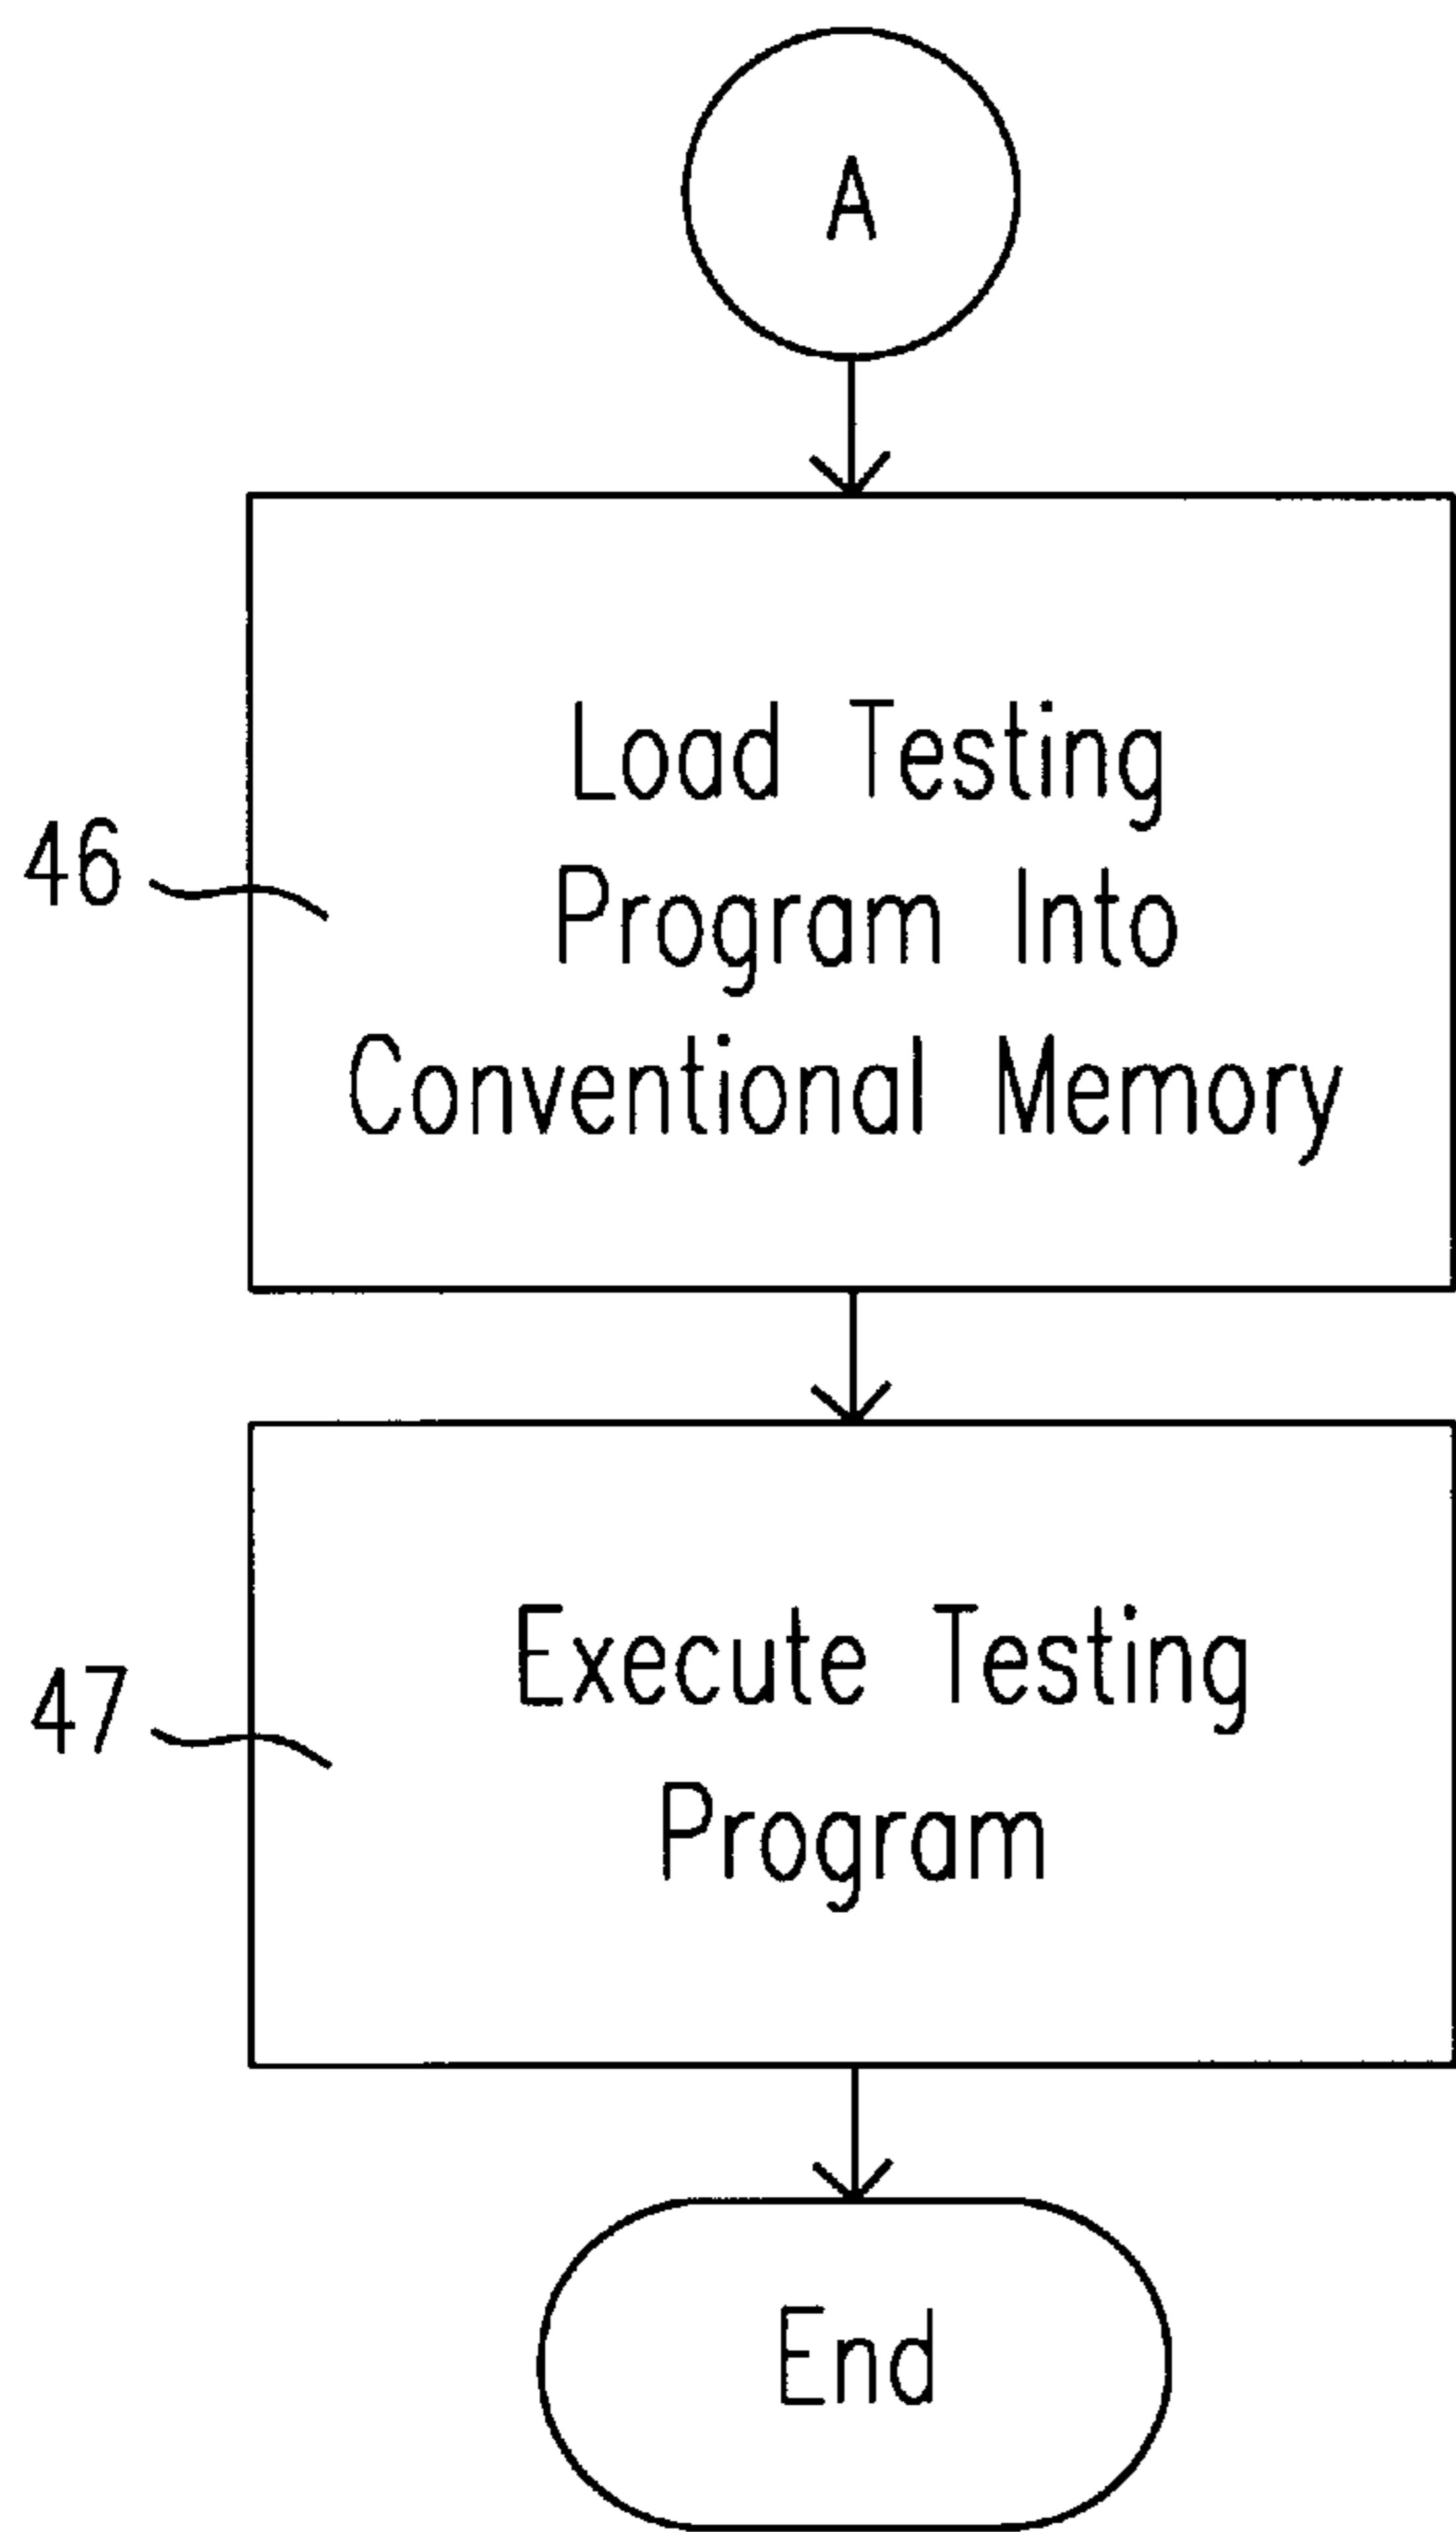 A
Load Testing
46
Program Into
Conventional Memory
Execute Testing
47
Program
End